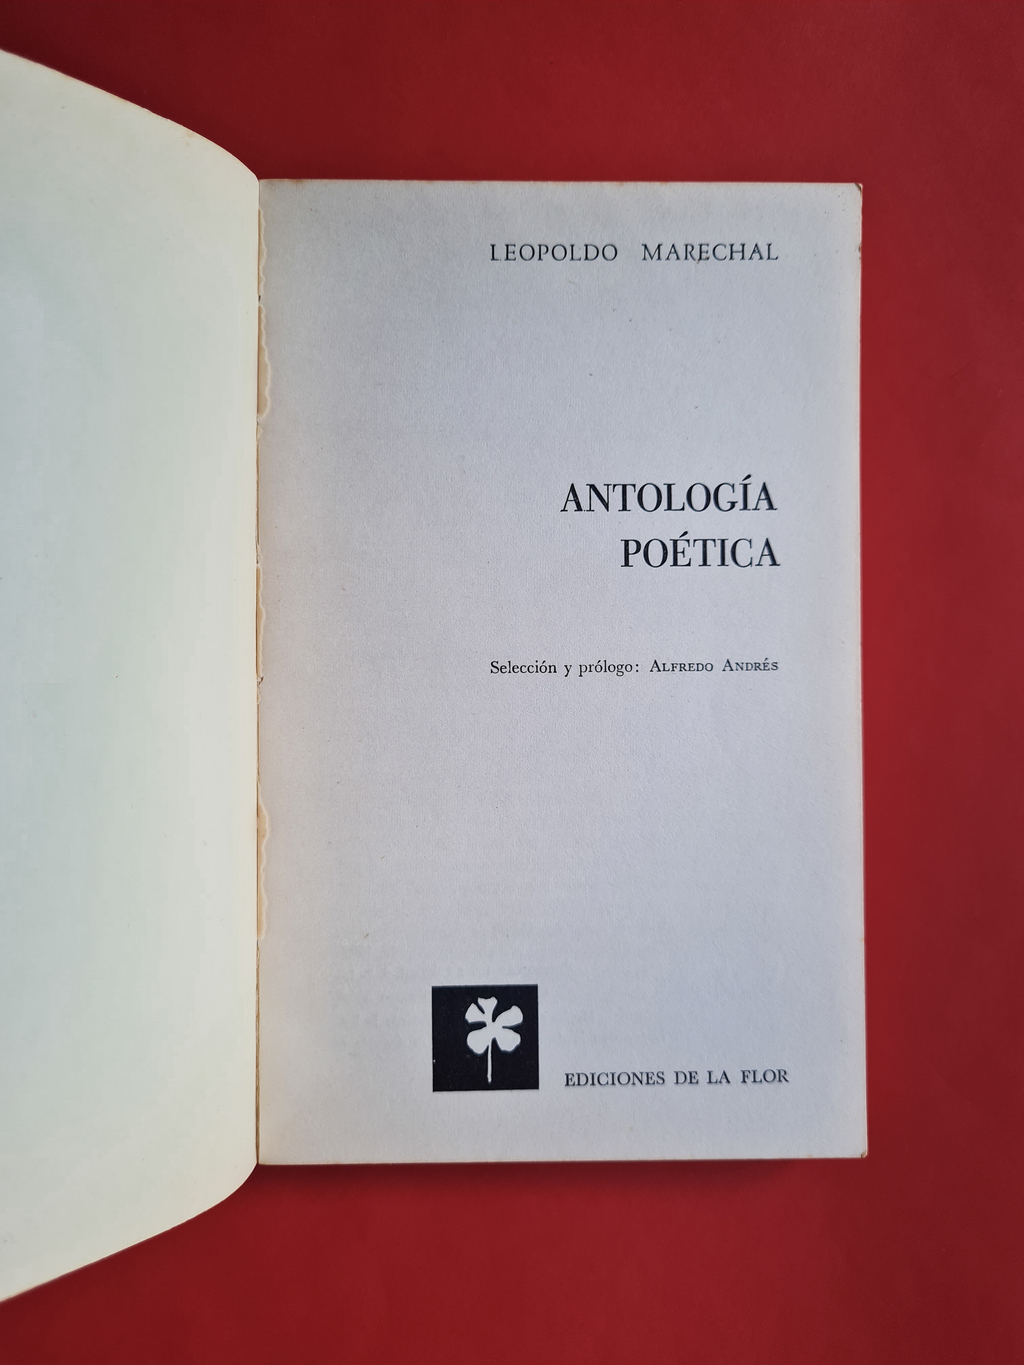 LEOPOLDO MARECHAL
ANTOLOGÍA
POÉTICA
Selección y prólogo: ALFREDO ANDRÉS
EDICIONES DE LA FLOR